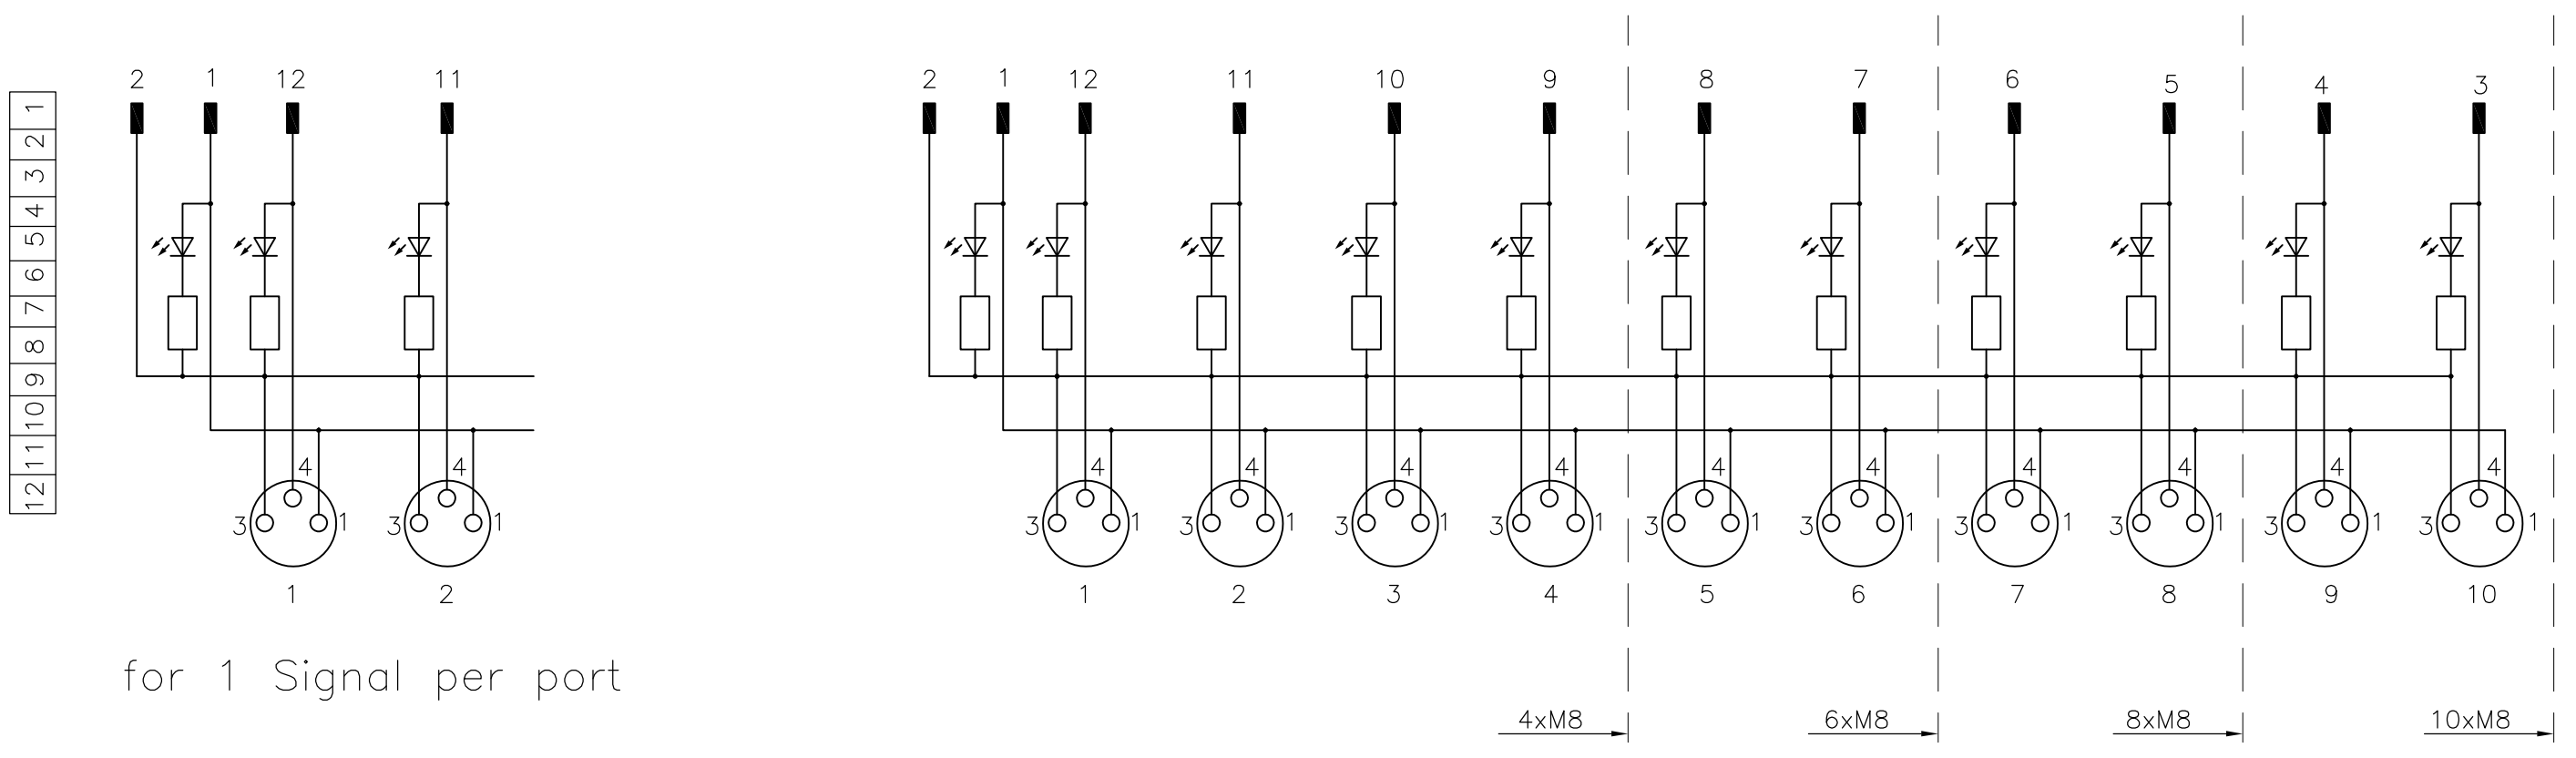 2 1 12 11
2 1 12 11 10 9 8 7 6 5 4 3
1 2 3 4 5 6 7 8 9 10 11 12
4 4
4 4 4 4 4 4 4 4 4 4
3 1 3 1
3 1 3 1 3 1 3 1 3 1 3 1 3 1 3 1 3 1 3 1
1 2
1 2 3 4 5 6 7 8 9 10
for 1 Signal per port
4xM8 6xM8 8xM8 10xM8